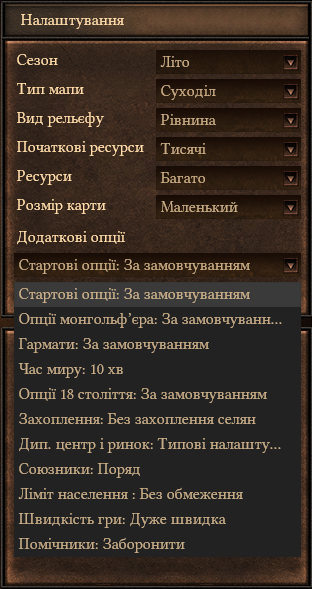 Налаштування
Сезон Літо
Тип мапи Суходіл
Вид рельєфу Рівнина
Початкові ресурси Тисячі
Ресурси Багато
Розмір карти Маленький
Додаткові опції
Стартові опції: За замовчуванням
Стартові опції: За замовчуванням
Опції монгольф’єра: За замовчуванн...
Гармати: За замовчуванням
Час миру: 10 хв
Опції 18 століття: За замовчуванням
Захоплення: Без захоплення селян
Дип. центр і ринок: Типові налашту...
Союзники: Поряд
Ліміт населення : Без обмеження
Швидкість гри: Дуже швидка
Помічники: Заборонити